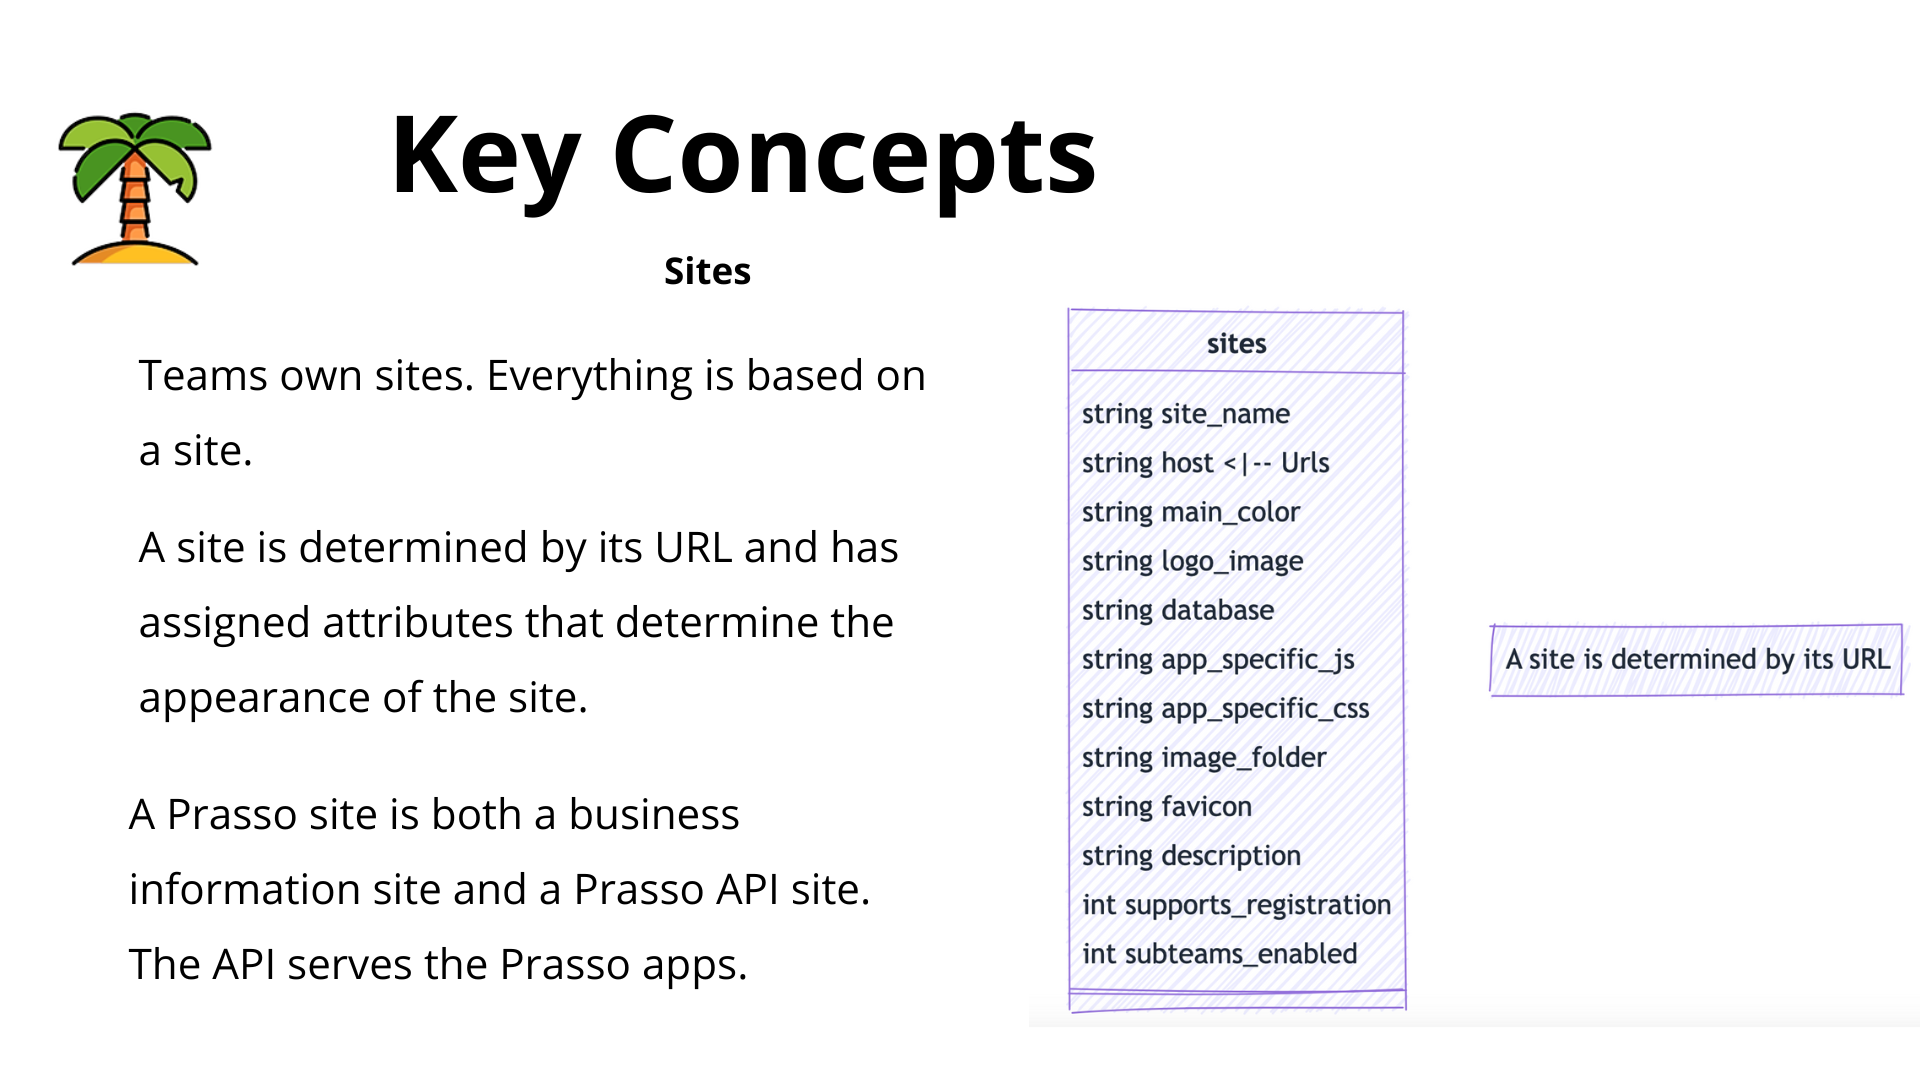 Key Concepts
Sites
Teams own sites. Everything is based on
a site.
A site is determined by its URL and has
assigned attributes that determine the
appearance of the site.
A Prasso site is both a business
information site and a Prasso API site.
The API serves the Prasso apps.
sites
string site_name
string host <|-- Urls
string main_color
string logo_image
string database
string app_specific_js
string app_specific_css
string image_folder
string favicon
string description
int supports_registration
int subteams_enabled
A site is determined by its URL